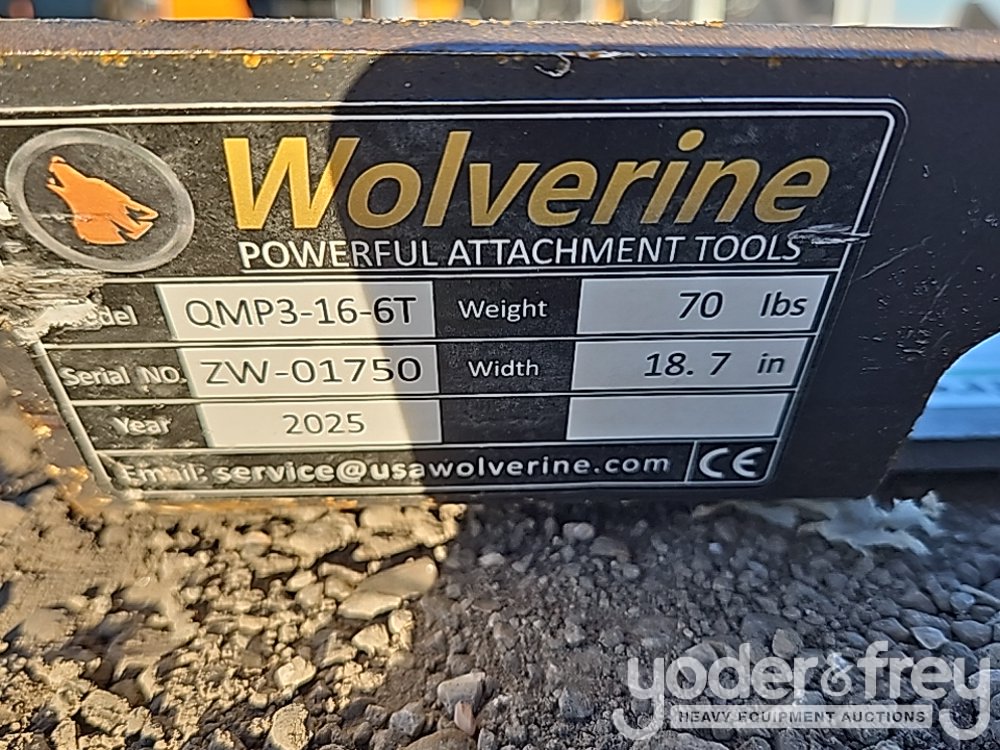 Wolverine
POWERFUL ATTACHMENT TOOLS
Model QMP3-16-6T Weight 70 lbs
Serial NO. ZW-01750 Width 18.7 in
Year 2025
Email: service@usawolverine.com CE
yoder&frey
HEAVY EQUIPMENT AUCTIONS